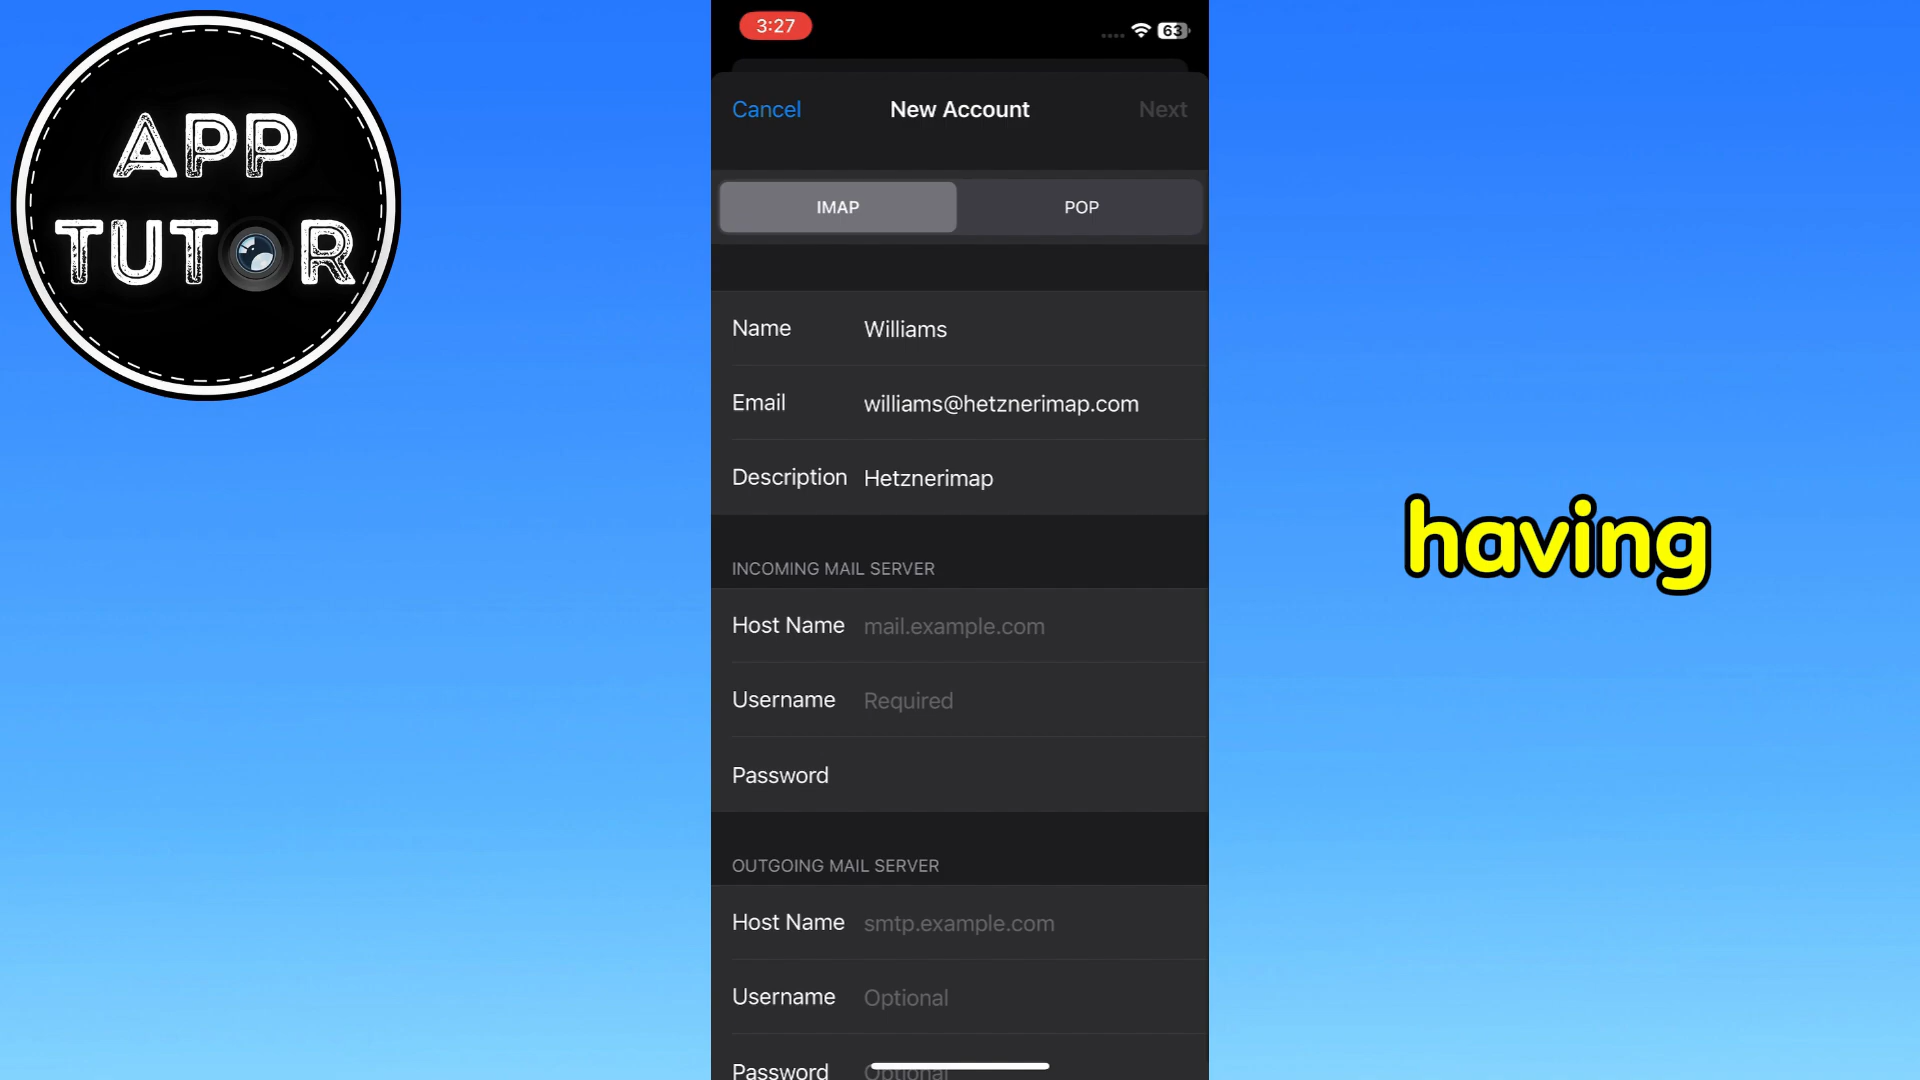 APP
TUTOR
3:27
63
Cancel
New Account
Next
IMAP
POP
Name
Williams
Email
williams@hetznerimap.com
Description
Hetznerimap
INCOMING MAIL SERVER
Host Name
mail.example.com
Username
Required
Password
OUTGOING MAIL SERVER
Host Name
smtp.example.com
Username
Optional
Password
Optional
having